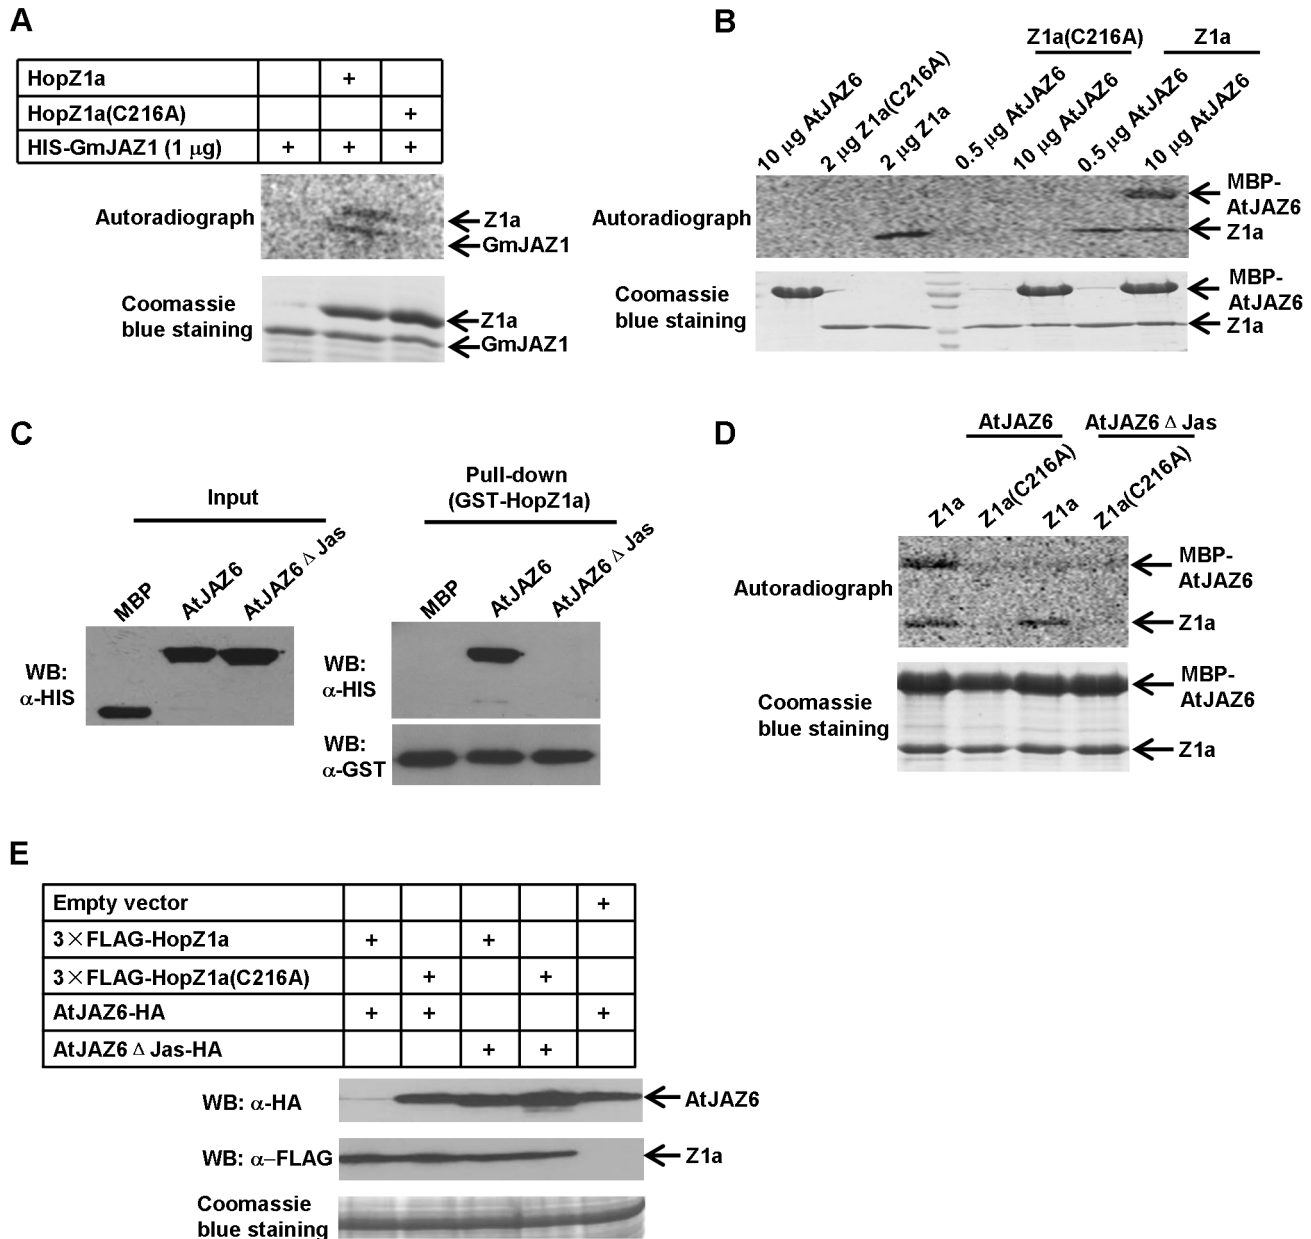 A
HopZ1a +
HopZ1a(C216A) +
HIS-GmJAZ1 (1 μg) + + +
Autoradiograph
Z1a
GmJAZ1
Coomassie
blue staining
Z1a
GmJAZ1
B
Z1a(C216A) Z1a
10 μg AtJAZ6
2 μg Z1a(C216A)
2 μg Z1a
0.5 μg AtJAZ6
10 μg AtJAZ6
0.5 μg AtJAZ6
10 μg AtJAZ6
Autoradiograph
MBP-
AtJAZ6
Z1a
Coomassie
blue staining
MBP-
AtJAZ6
Z1a
C
Input
MBP
AtJAZ6
AtJAZ6 Δ Jas
WB:
α-HIS
Pull-down
(GST-HopZ1a)
MBP
AtJAZ6
AtJAZ6 Δ Jas
WB:
α-HIS
WB:
α-GST
D
AtJAZ6 AtJAZ6 Δ Jas
Z1a
Z1a(C216A)
Z1a
Z1a(C216A)
Autoradiograph
MBP-
AtJAZ6
Z1a
Coomassie
blue staining
MBP-
AtJAZ6
Z1a
E
Empty vector +
3×FLAG-HopZ1a + +
3×FLAG-HopZ1a(C216A) + +
AtJAZ6-HA + + +
AtJAZ6 Δ Jas-HA + +
WB: α-HA
AtJAZ6
WB: α–FLAG
Z1a
Coomassie
blue staining